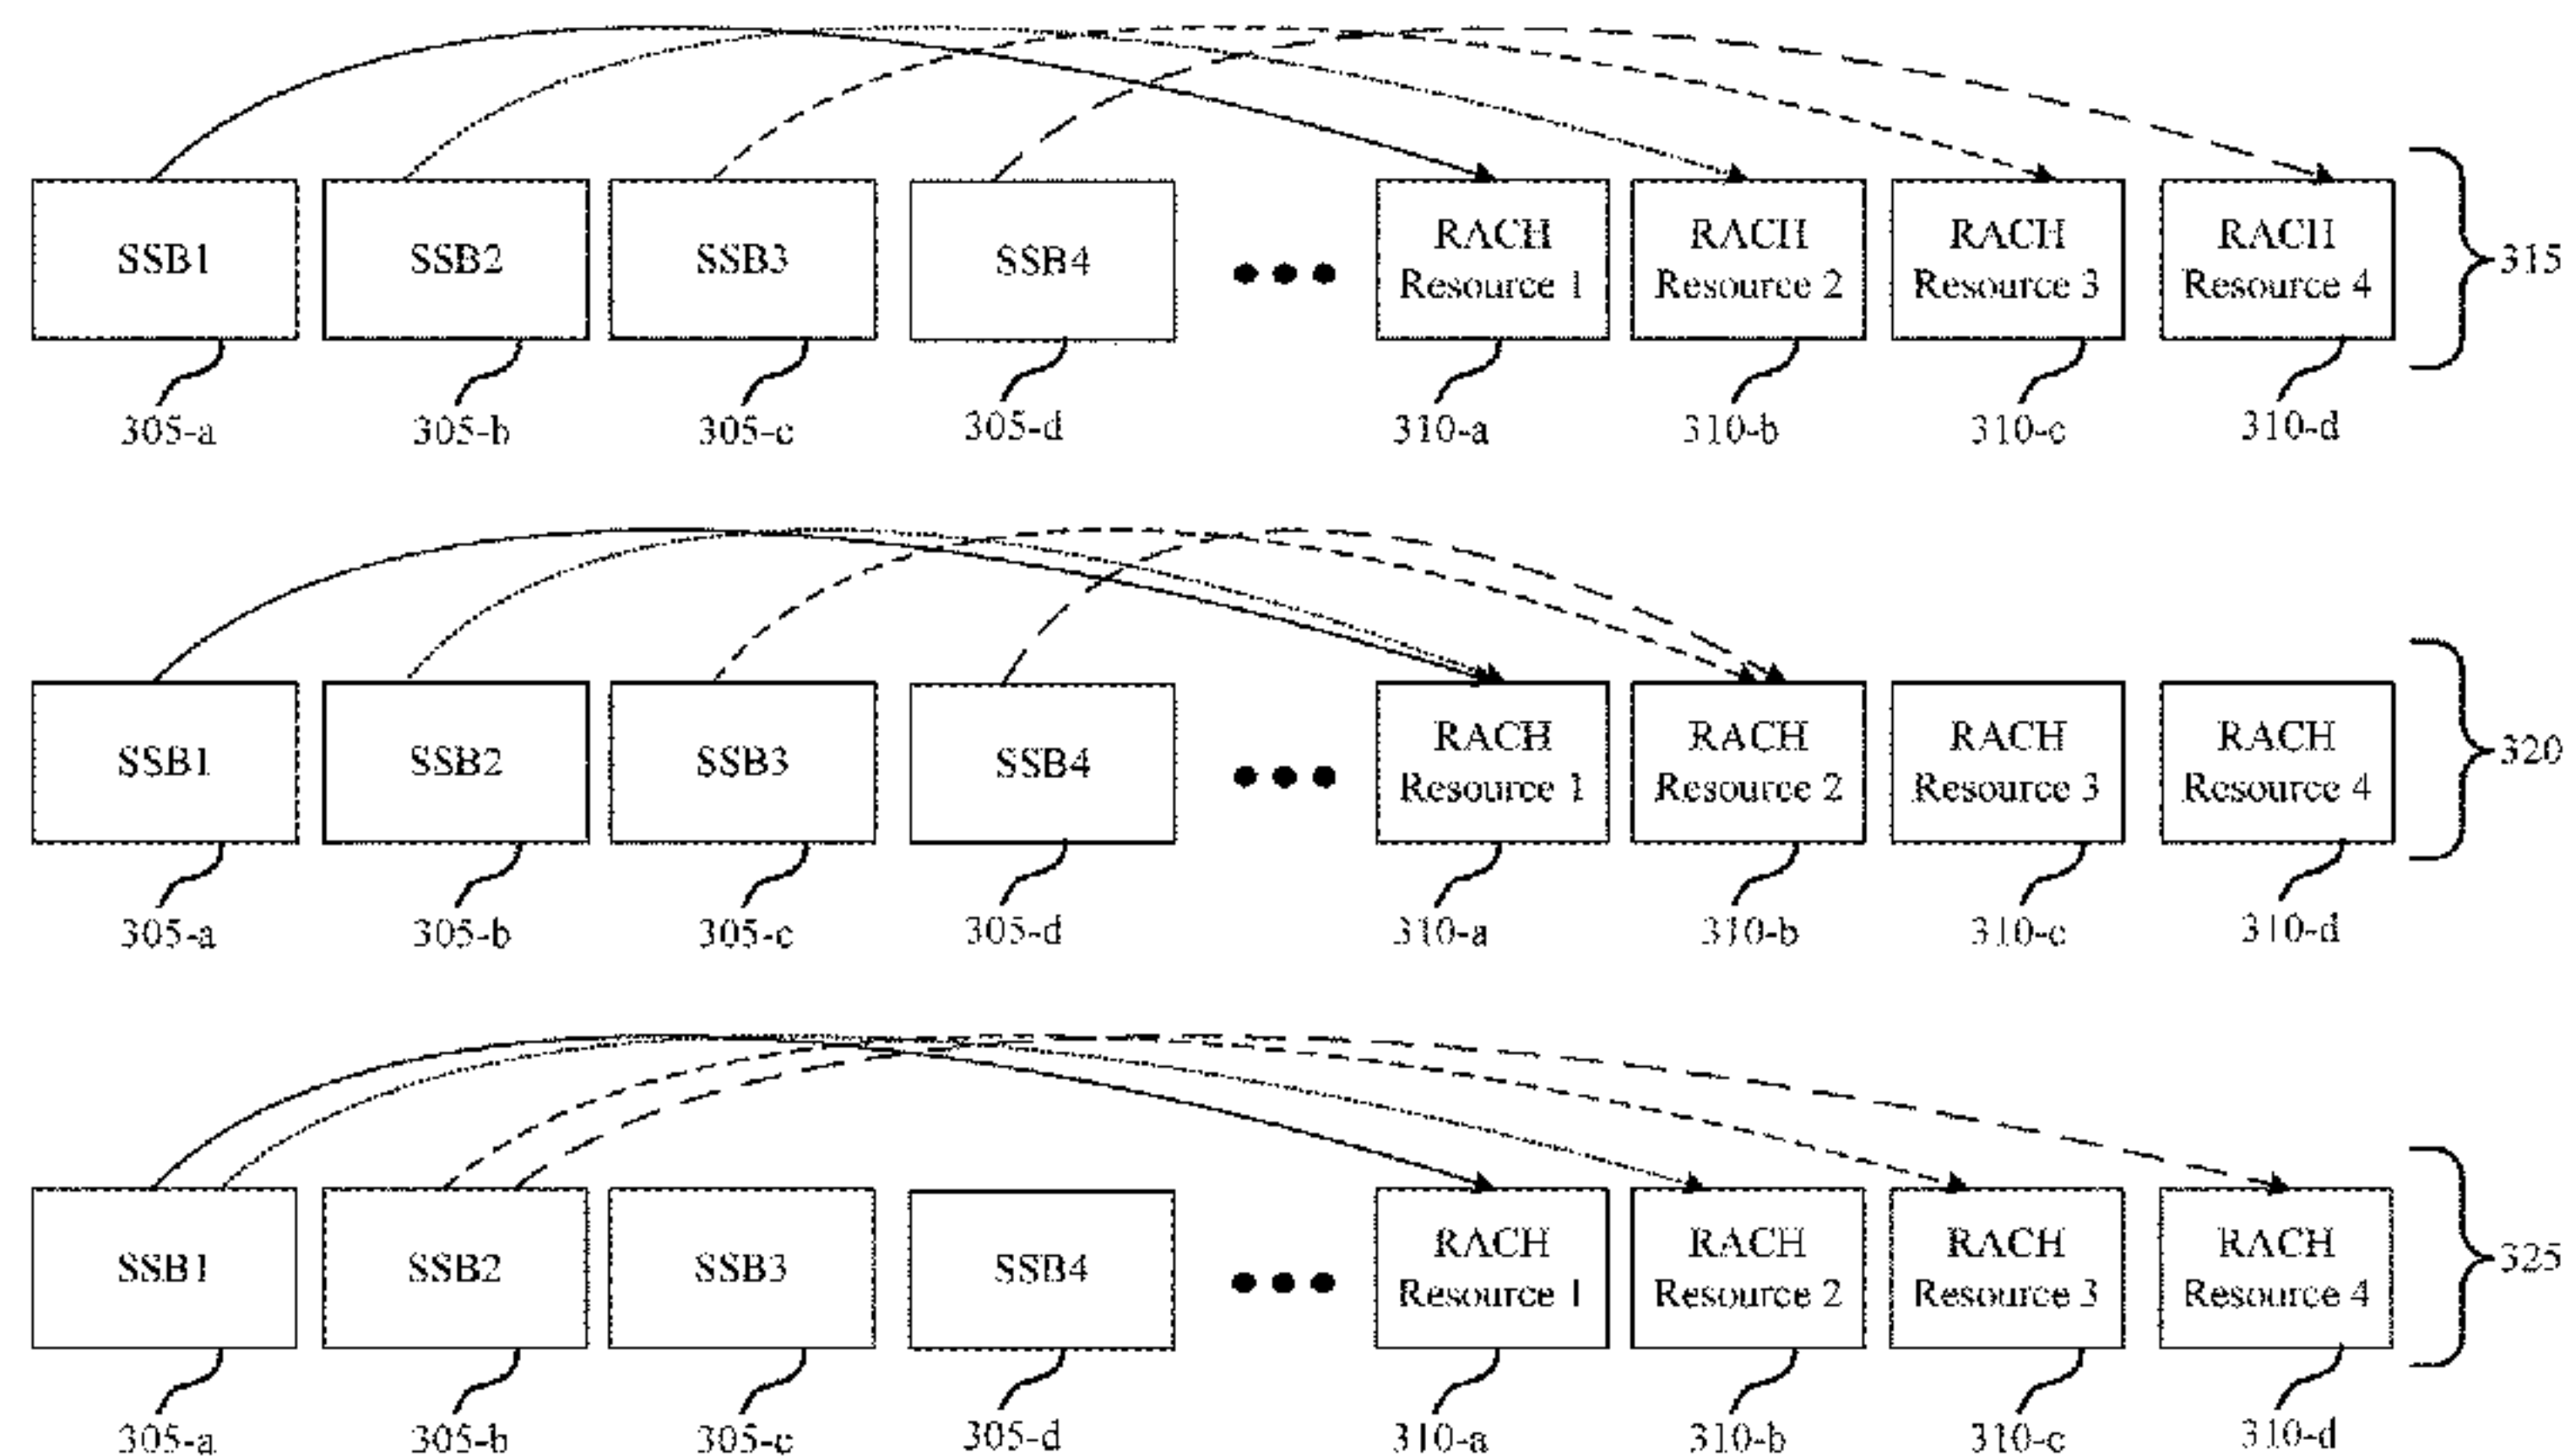 SSB1 SSB2 SSB3 SSB4 RACH Resource 1 RACH Resource 2 RACH Resource 3 RACH Resource 4 315
305-a 305-b 305-c 305-d 310-a 310-b 310-c 310-d
SSB1 SSB2 SSB3 SSB4 RACH Resource 1 RACH Resource 2 RACH Resource 3 RACH Resource 4 320
305-a 305-b 305-c 305-d 310-a 310-b 310-c 310-d
SSB1 SSB2 SSB3 SSB4 RACH Resource 1 RACH Resource 2 RACH Resource 3 RACH Resource 4 325
305-a 305-b 305-c 305-d 310-a 310-b 310-c 310-d